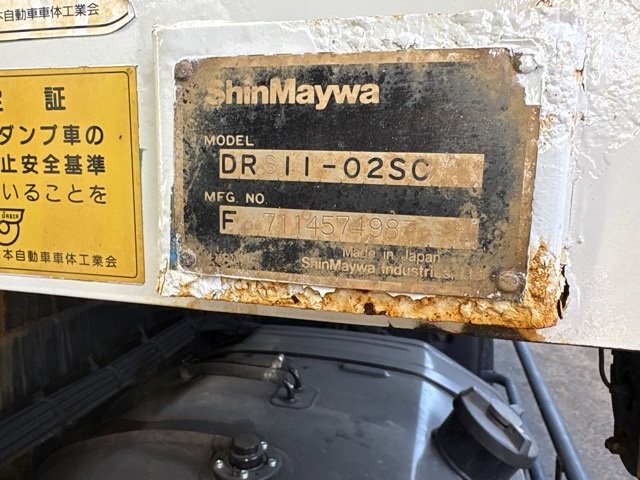 本自動車車体工業会
証
ダンプ車の
止安全基準
いることを
JABIA
本自動車車体工業会
ShinMaywa
MODEL
DRS11-02SC
MFG. NO
F 711457498
Made in Japan
ShinMaywa Industries,